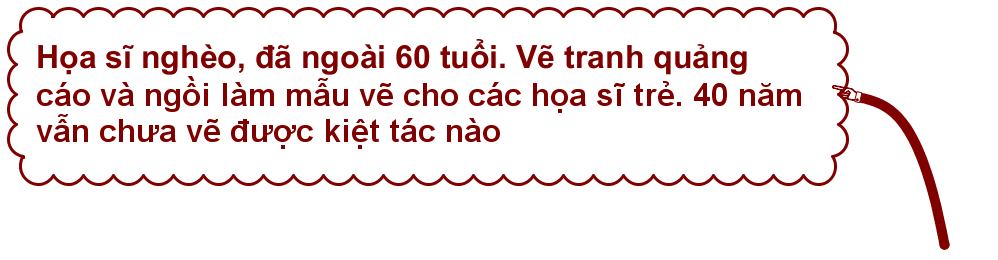 Họa sĩ nghèo, đã ngoài 60 tuổi. Vẽ tranh quảng
cáo và ngồi làm mẫu vẽ cho các họa sĩ trẻ. 40 năm
vẫn chưa vẽ được kiệt tác nào